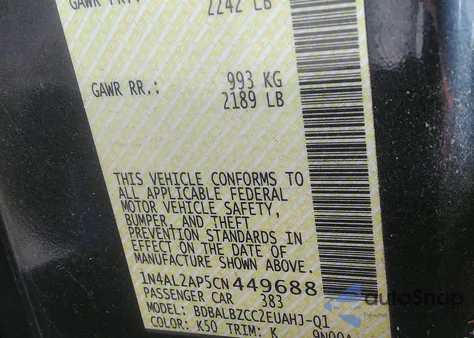 GAWR FR.:
2242 LB
GAWR RR.: 993 KG
2189 LB
THIS VEHICLE CONFORMS TO
ALL APPLICABLE FEDERAL
MOTOR VEHICLE SAFETY,
BUMPER, AND THEFT
PREVENTION STANDARDS IN
EFFECT ON THE DATE OF
MANUFACTURE SHOWN ABOVE.
1N4AL2AP5CN449688
PASSENGER CAR 383
MODEL: BDBALBZCC2EUAHJ-Q1
COLOR: K50 TRIM: K
autoSnap